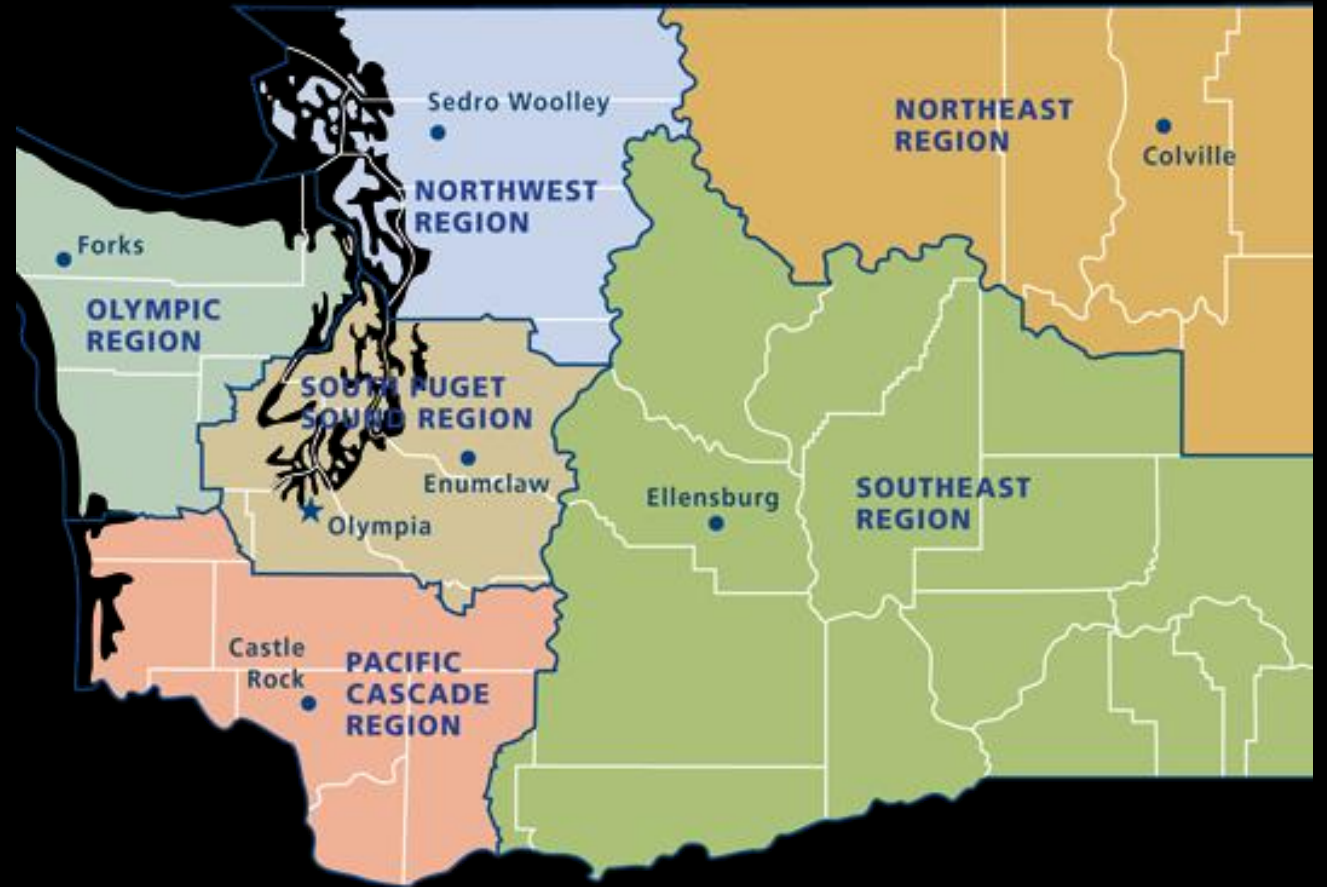 Sedro Woolley
NORTHWEST
REGION
NORTHEAST
REGION
Colville
Forks
OLYMPIC
REGION
SOUTH PUGET
SOUND REGION
Enumclaw
Olympia
Ellensburg
SOUTHEAST
REGION
Castle
Rock
PACIFIC
CASCADE
REGION